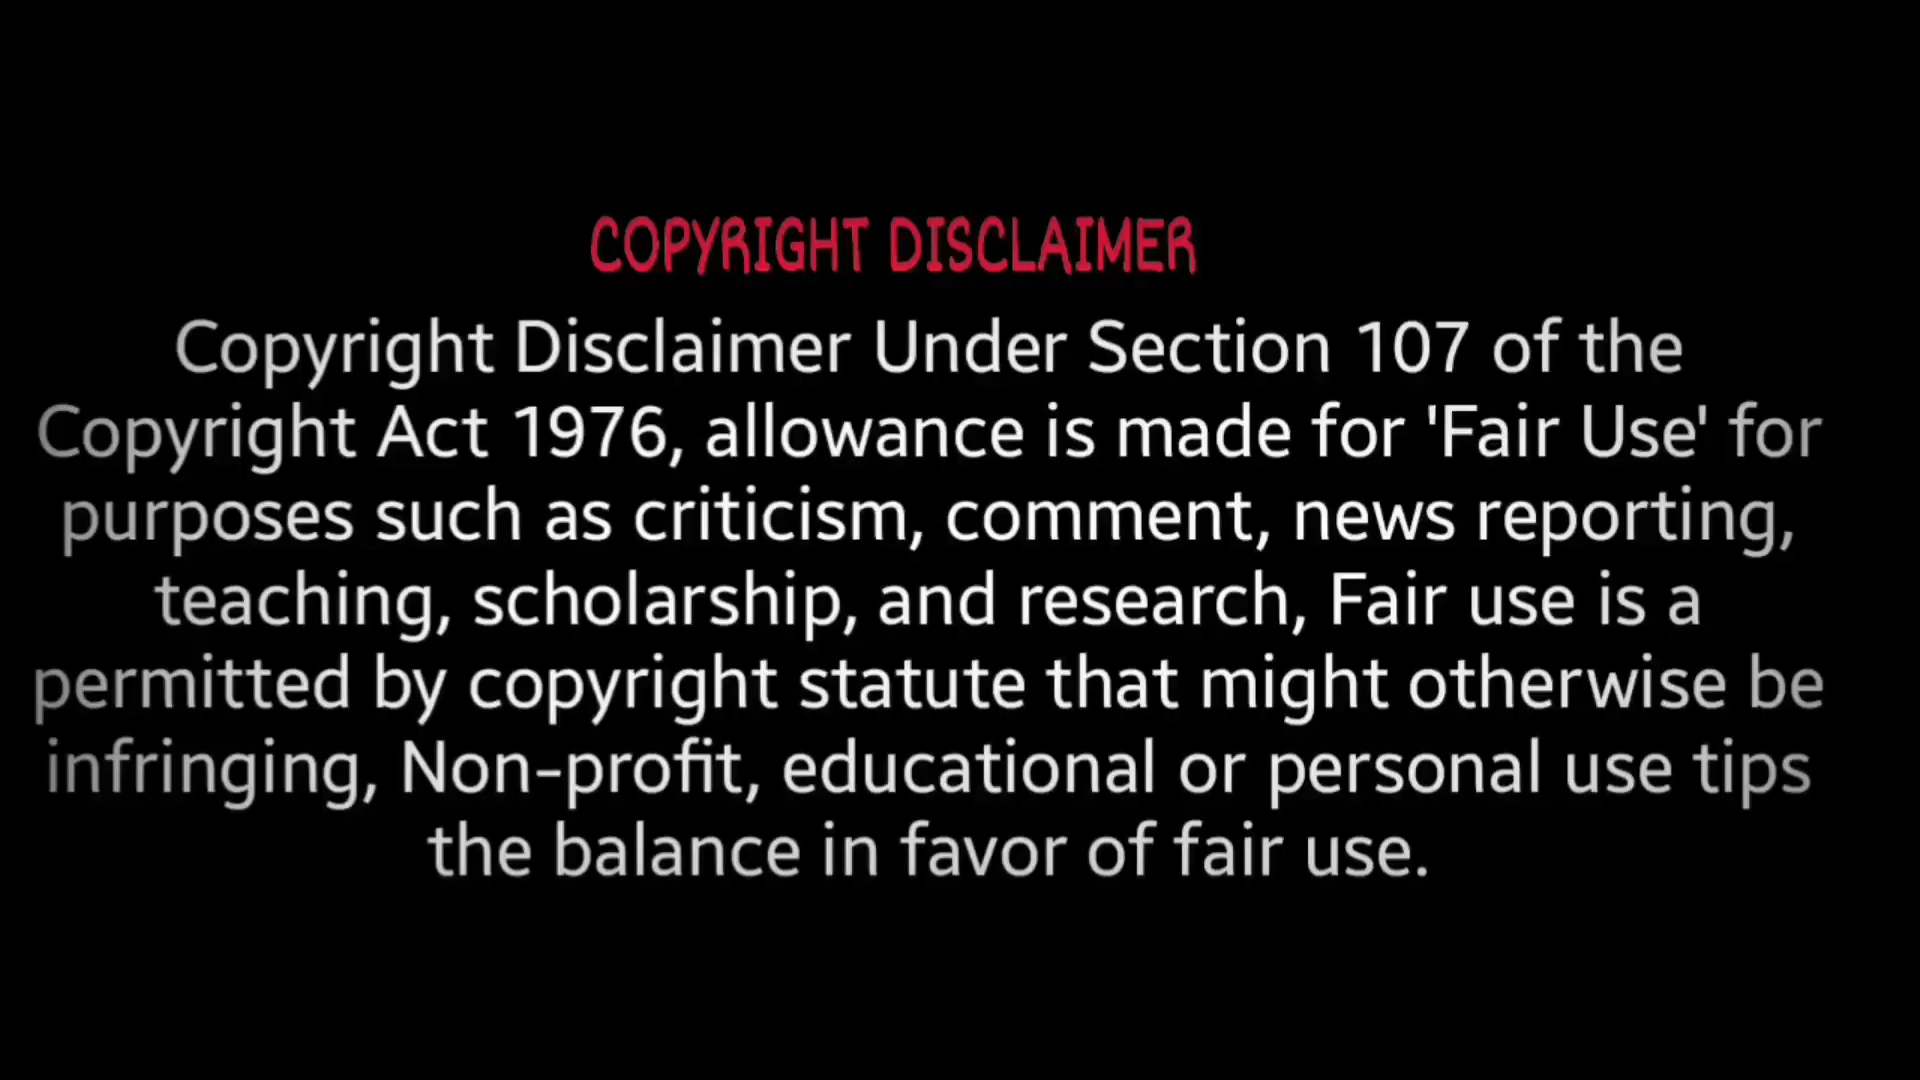 COPYRIGHT DISCLAIMER
Copyright Disclaimer Under Section 107 of the
Copyright Act 1976, allowance is made for 'Fair Use' for
purposes such as criticism, comment, news reporting,
teaching, scholarship, and research, Fair use is a
permitted by copyright statute that might otherwise be
infringing, Non-profit, educational or personal use tips
the balance in favor of fair use.